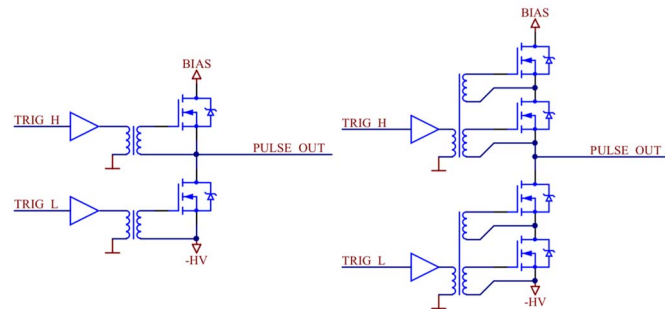 BIAS
TRIG H
PULSE OUT
TRIG L
-HV
BIAS
TRIG H
PULSE OUT
TRIG L
-HV